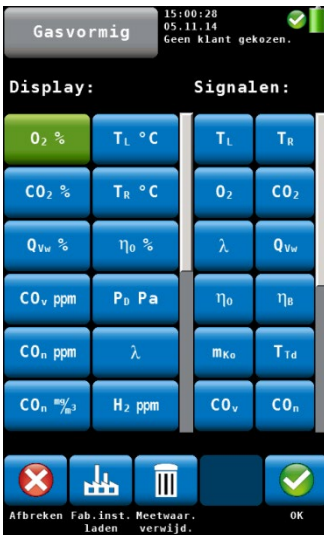 Gasvormig
15:00:28
05.11.14
Geen klant gekozen.
Display: Signalen:
O₂ % T_L °C T_L T_R
CO₂ % T_R °C O₂ CO₂
Q_Vw % η₀ % λ Q_Vw
CO_v ppm P_D Pa η₀ η_B
CO_n ppm λ m_Ko T_Td
CO_n mg/m³ H₂ ppm CO_v CO_n
Afbreken Fab.inst. laden Meetwaar. verwijd. OK